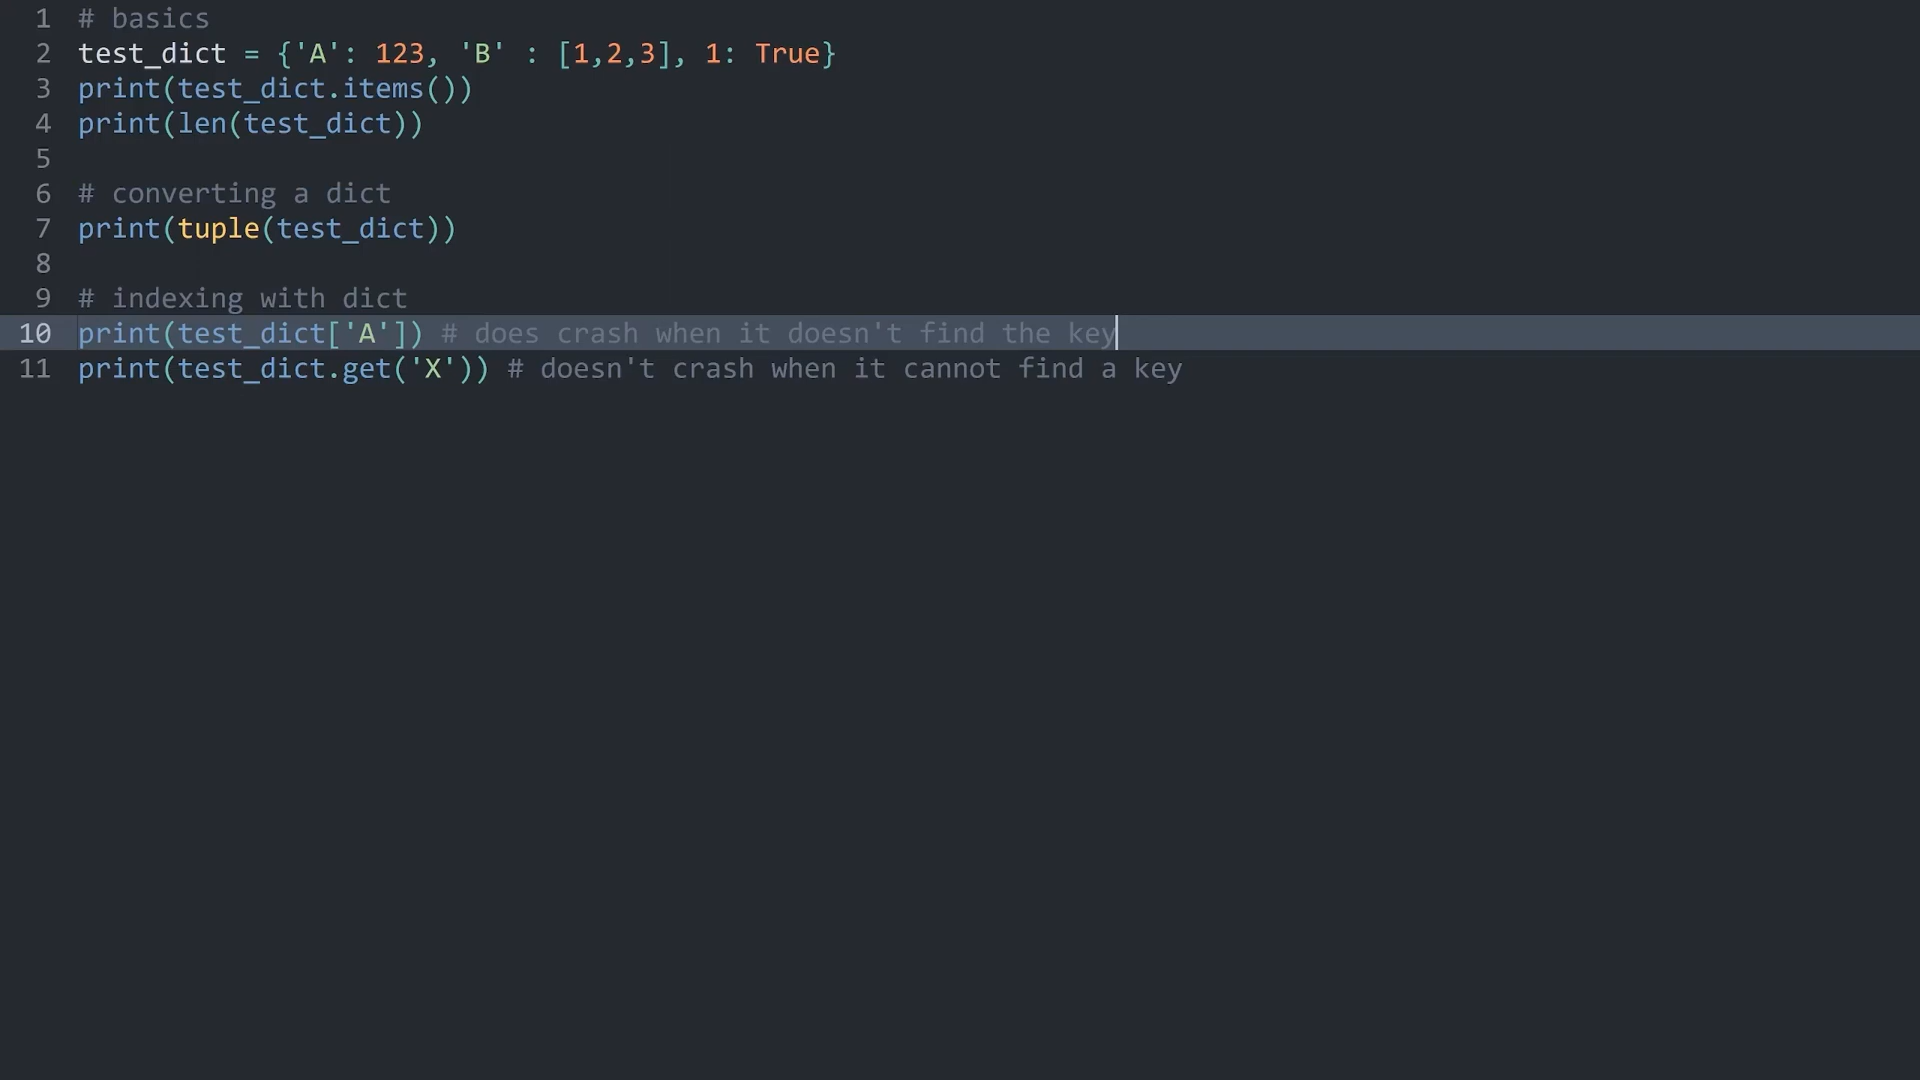 1 # basics
2 test_dict = {'A': 123, 'B' : [1,2,3], 1: True}
3 print(test_dict.items())
4 print(len(test_dict))
5
6 # converting a dict
7 print(tuple(test_dict))
8
9 # indexing with dict
10 print(test_dict['A']) # does crash when it doesn't find the key
11 print(test_dict.get('X')) # doesn't crash when it cannot find a key